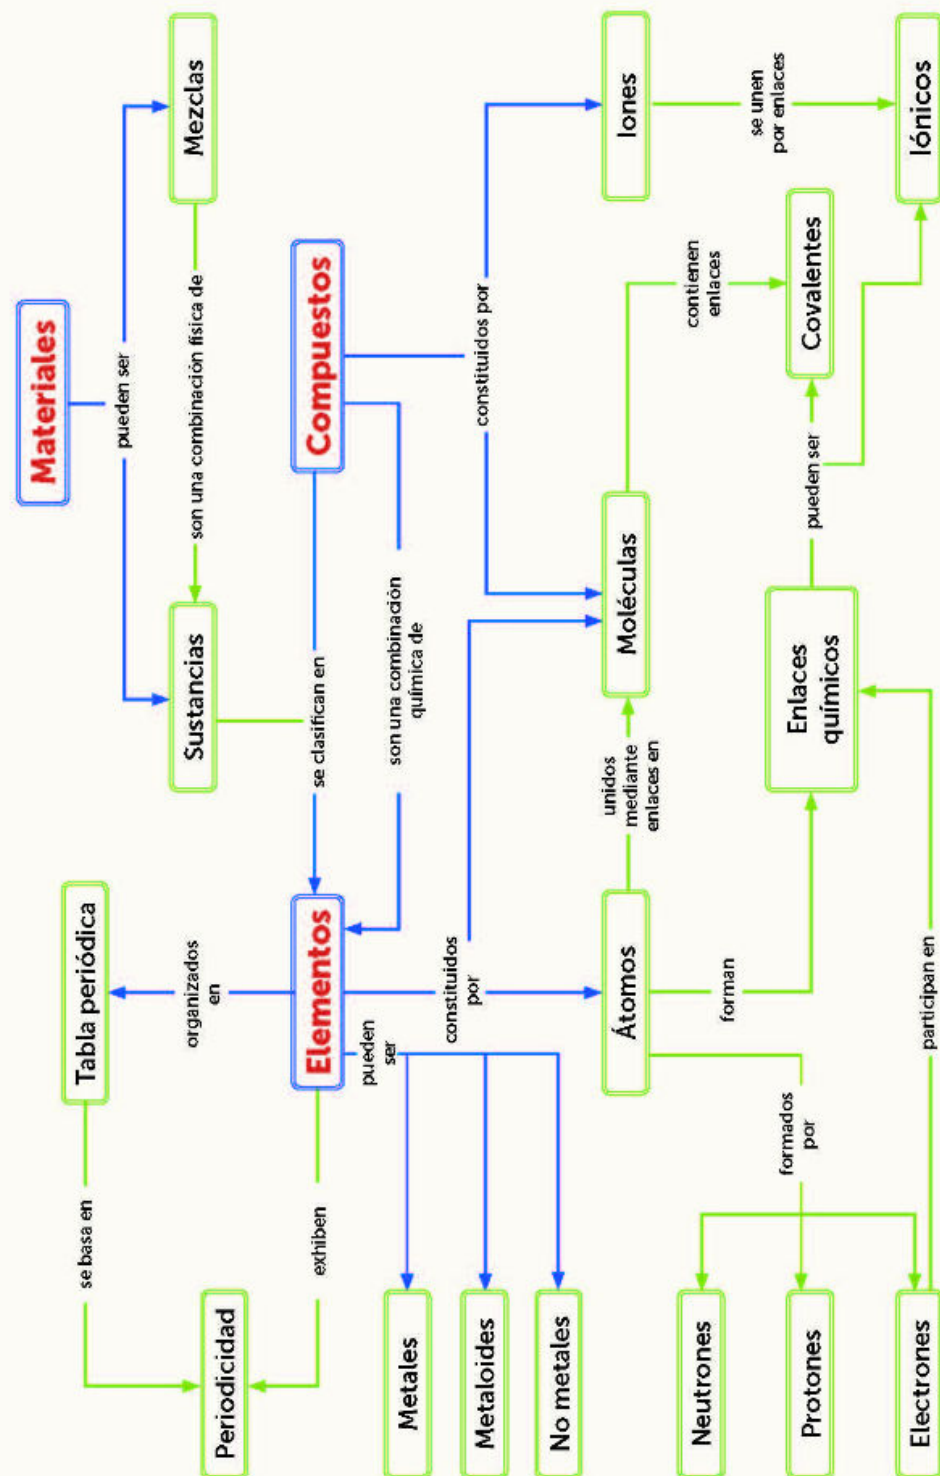 Materiales
pueden ser
Sustancias
son una combinación física de
Mezclas
Tabla periódica
se basa en
organizados
en
Periodicidad
exhiben
Elementos
se clasifican en
Compuestos
son una combinación
química de
pueden
ser
Metales
Metaloides
No metales
constituidos
por
constituidos por
Átomos
unidos
mediante
enlaces en
Moléculas
Iones
contienen
enlaces
se unen
por enlaces
formados
por
forman
Neutrones
Protones
Electrones
participan en
Enlaces
químicos
pueden ser
Covalentes
Iónicos